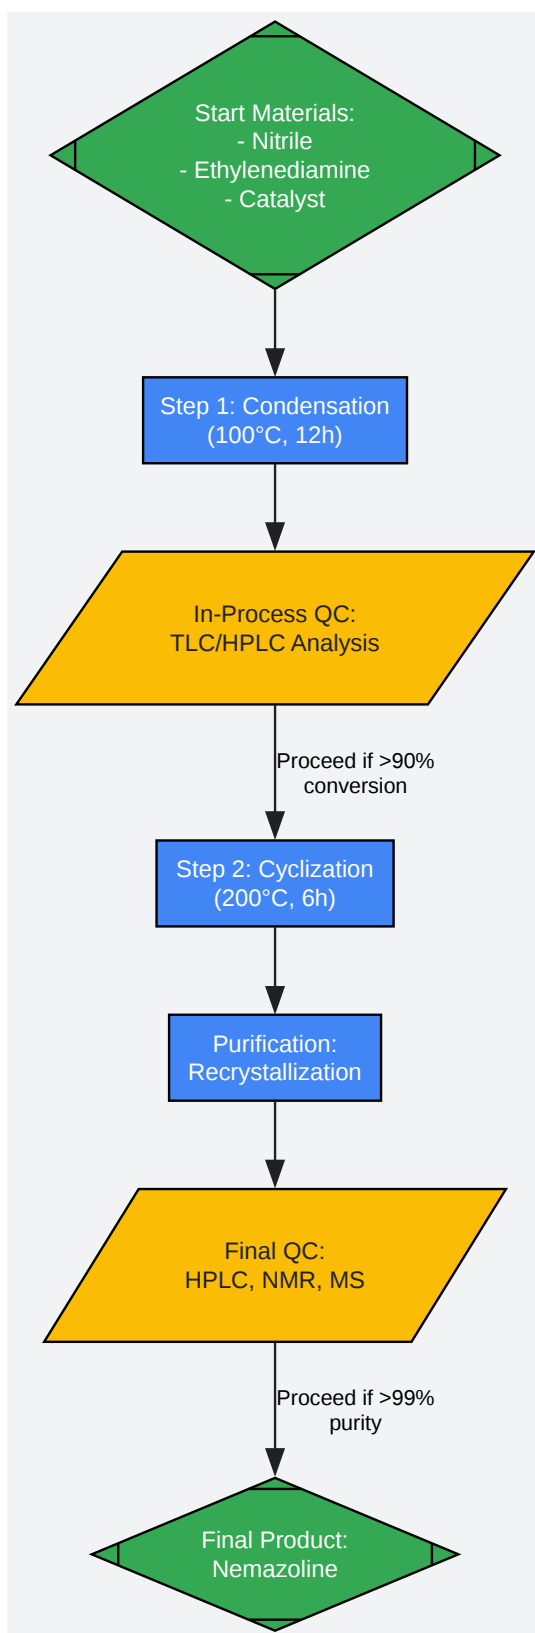 Start Materials:
- Nitrile
- Ethylenediamine
- Catalyst
Step 1: Condensation
(100°C, 12h)
In-Process QC:
TLC/HPLC Analysis
Proceed if >90%
conversion
Step 2: Cyclization
(200°C, 6h)
Purification:
Recrystallization
Final QC:
HPLC, NMR, MS
Proceed if >99%
purity
Final Product:
Nemazoline